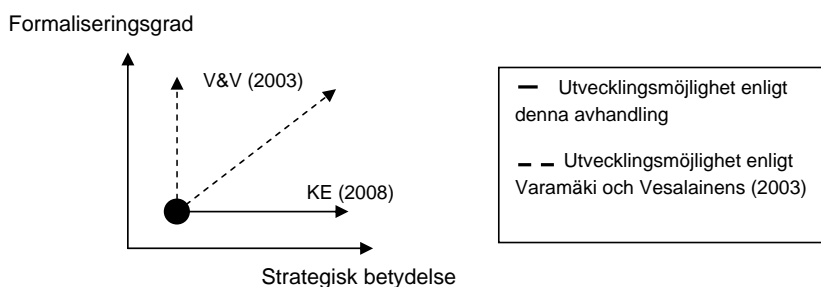 Formaliseringsgrad
V&V (2003)
KE (2008)
Strategisk betydelse
Utvecklingsmöjlighet enligt
denna avhandling
Utvecklingsmöjlighet enligt
Varamäki och Vesalainens (2003)